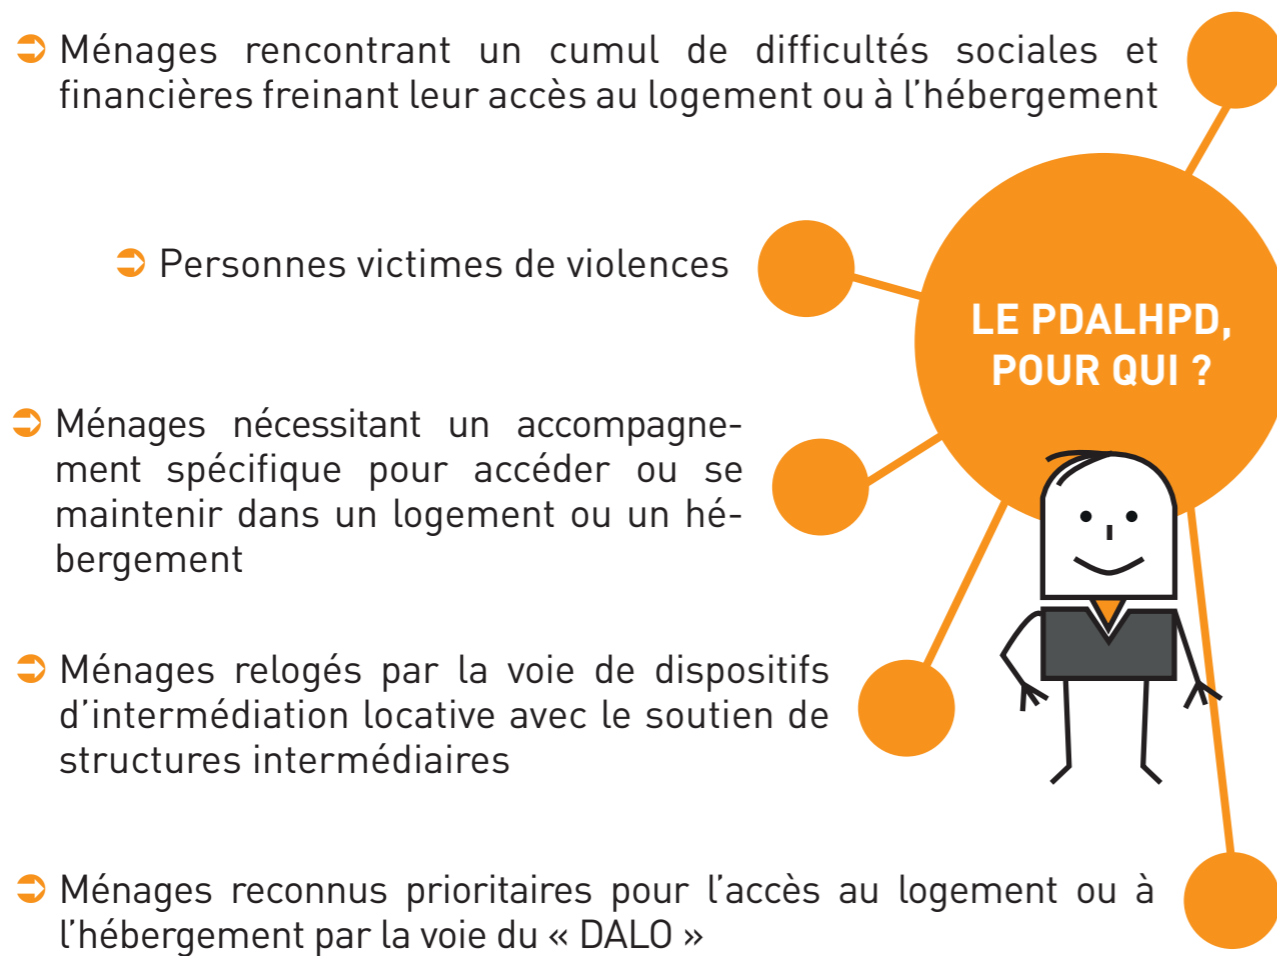 Ménages rencontrant un cumul de difficultés sociales et
financières freinant leur accès au logement ou à l’hébergement
Personnes victimes de violences
LE PDALHPD,
POUR QUI ?
Ménages nécessitant un accompagne-
ment spécifique pour accéder ou se
maintenir dans un logement ou un hé-
bergement
Ménages relogés par la voie de dispositifs
d’intermédiation locative avec le soutien de
structures intermédiaires
Ménages reconnus prioritaires pour l’accès au logement ou à
l’hébergement par la voie du « DALO »